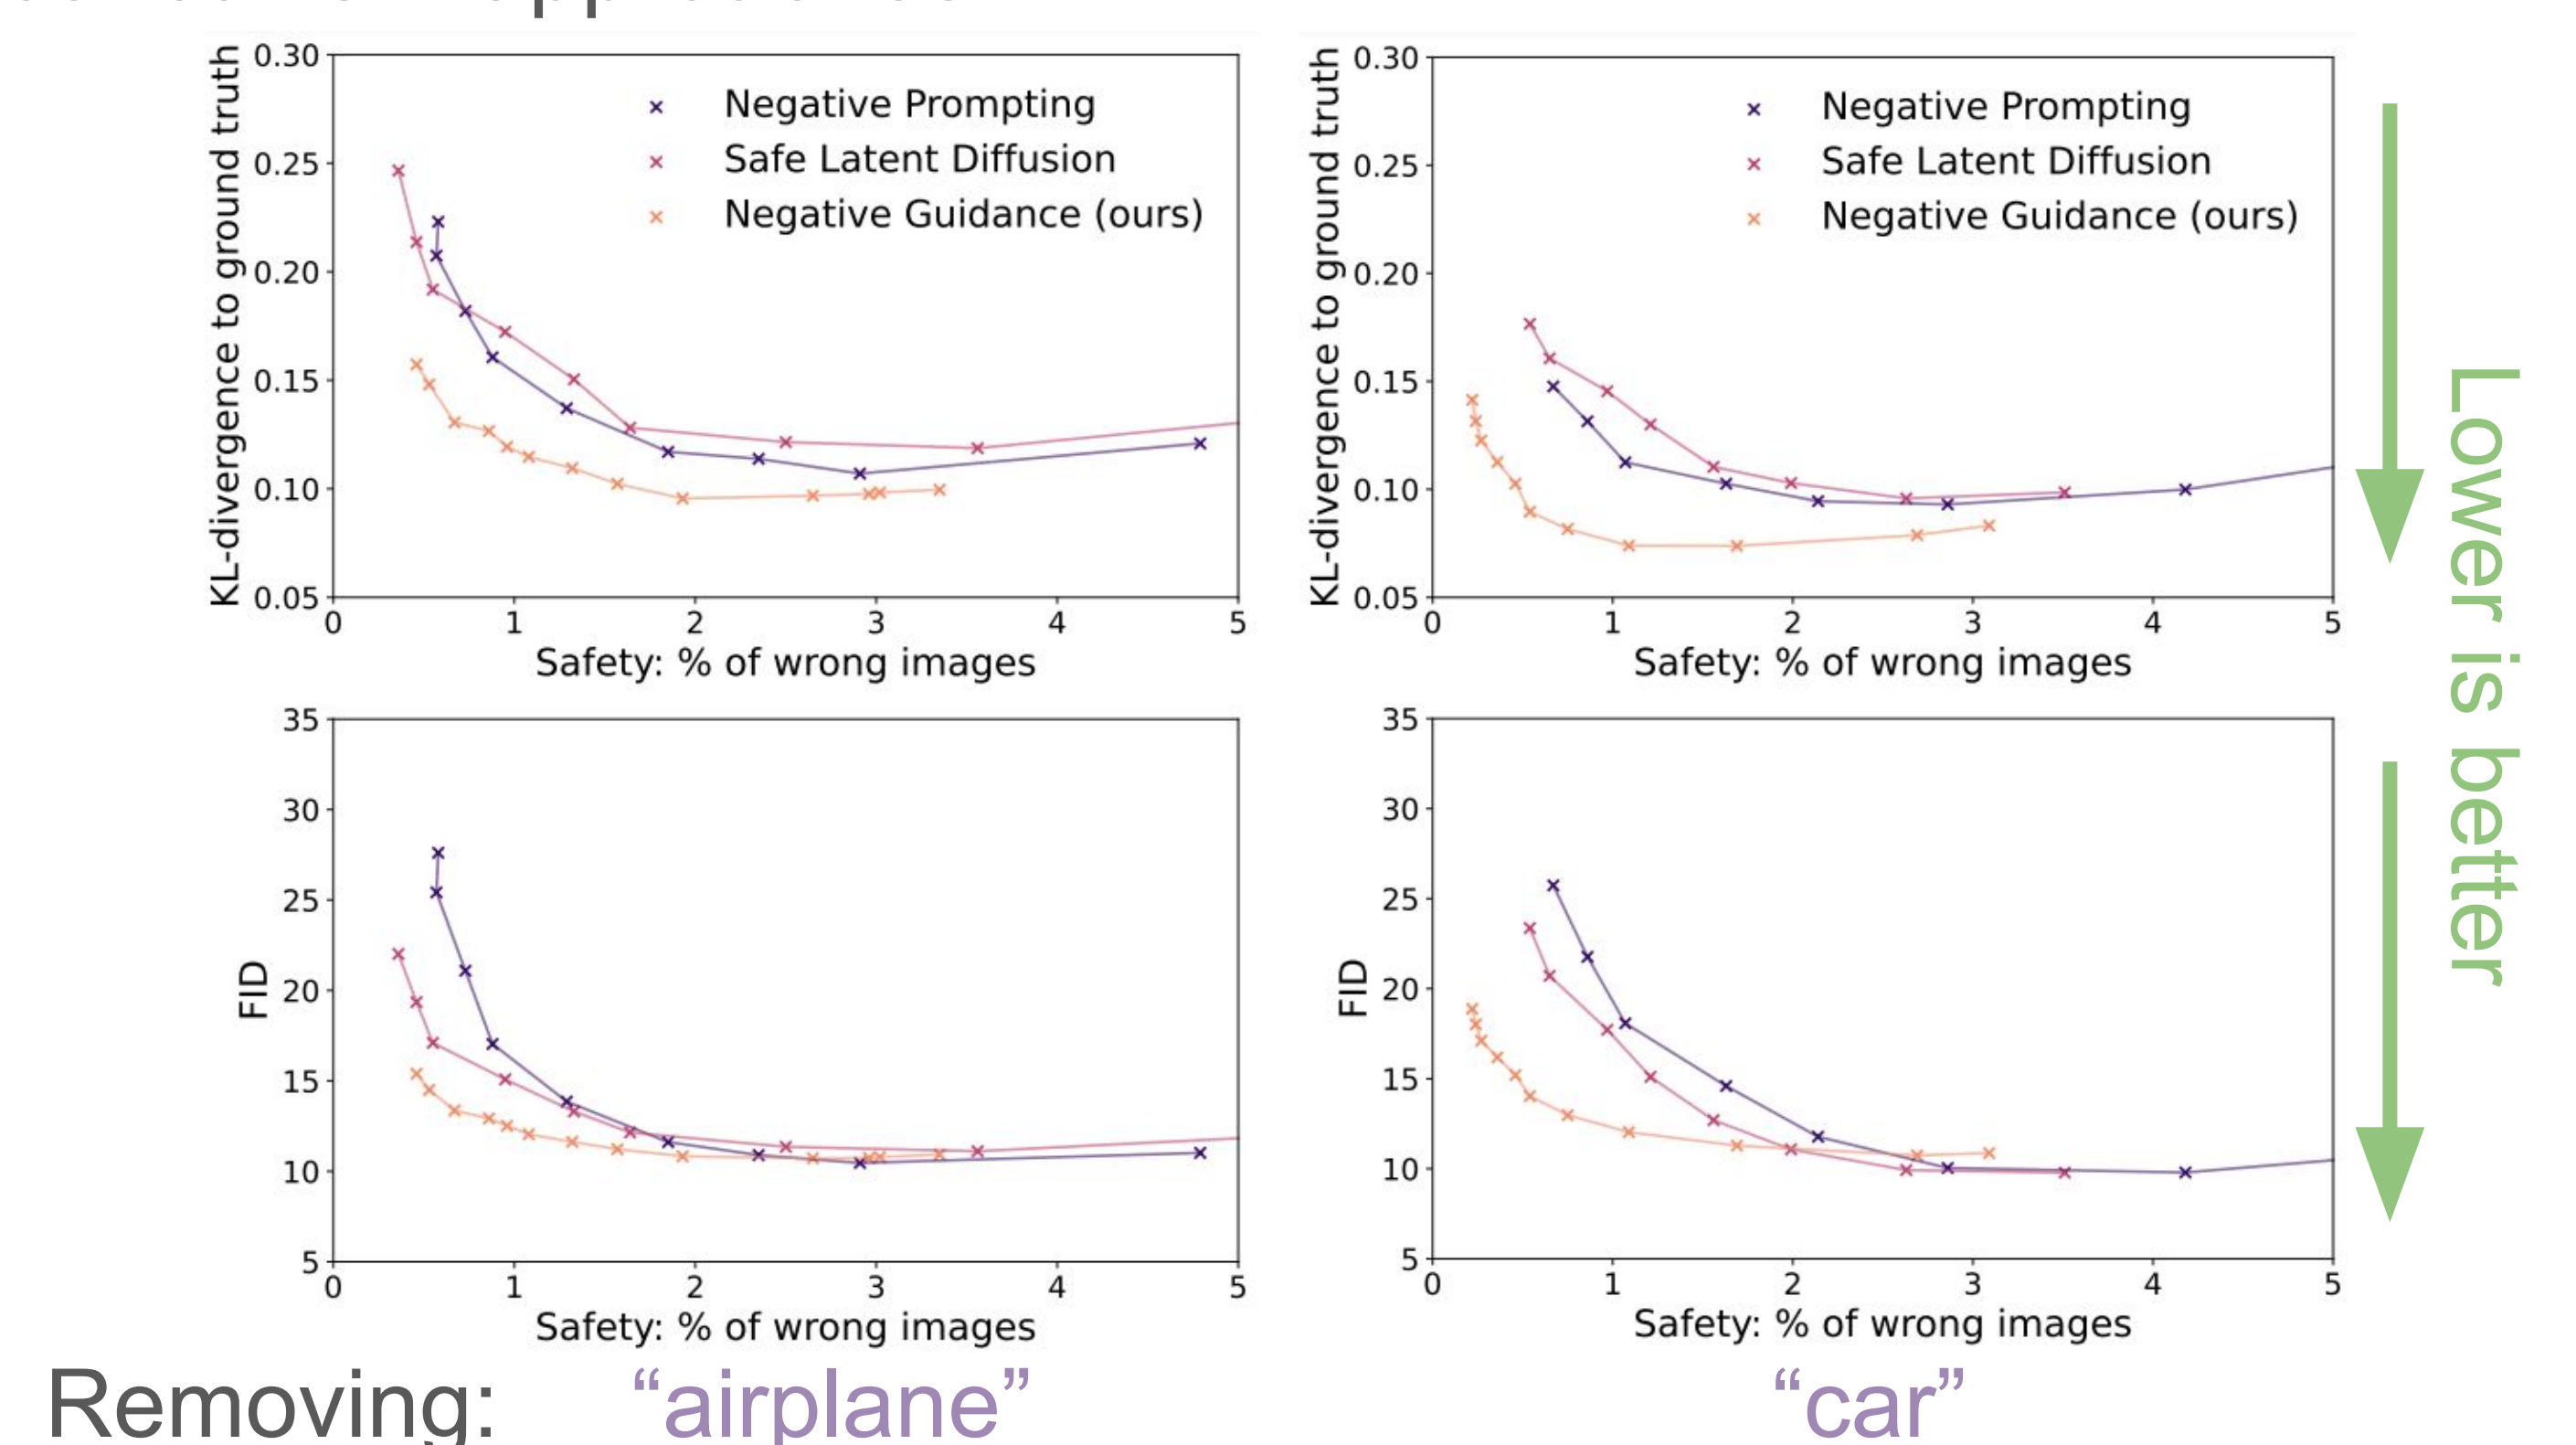 0.30
0.25
0.20
0.15
0.10
0.05
KL-divergence to ground truth
Negative Prompting
Safe Latent Diffusion
Negative Guidance (ours)
0 1 2 3 4 5
Safety: % of wrong images
0.30
0.25
0.20
0.15
0.10
0.05
KL-divergence to ground truth
Negative Prompting
Safe Latent Diffusion
Negative Guidance (ours)
0 1 2 3 4 5
Safety: % of wrong images
35
30
25
20
15
10
5
FID
0 1 2 3 4 5
Safety: % of wrong images
35
30
25
20
15
10
5
FID
0 1 2 3 4 5
Safety: % of wrong images
Lower is better
Removing: “airplane” “car”